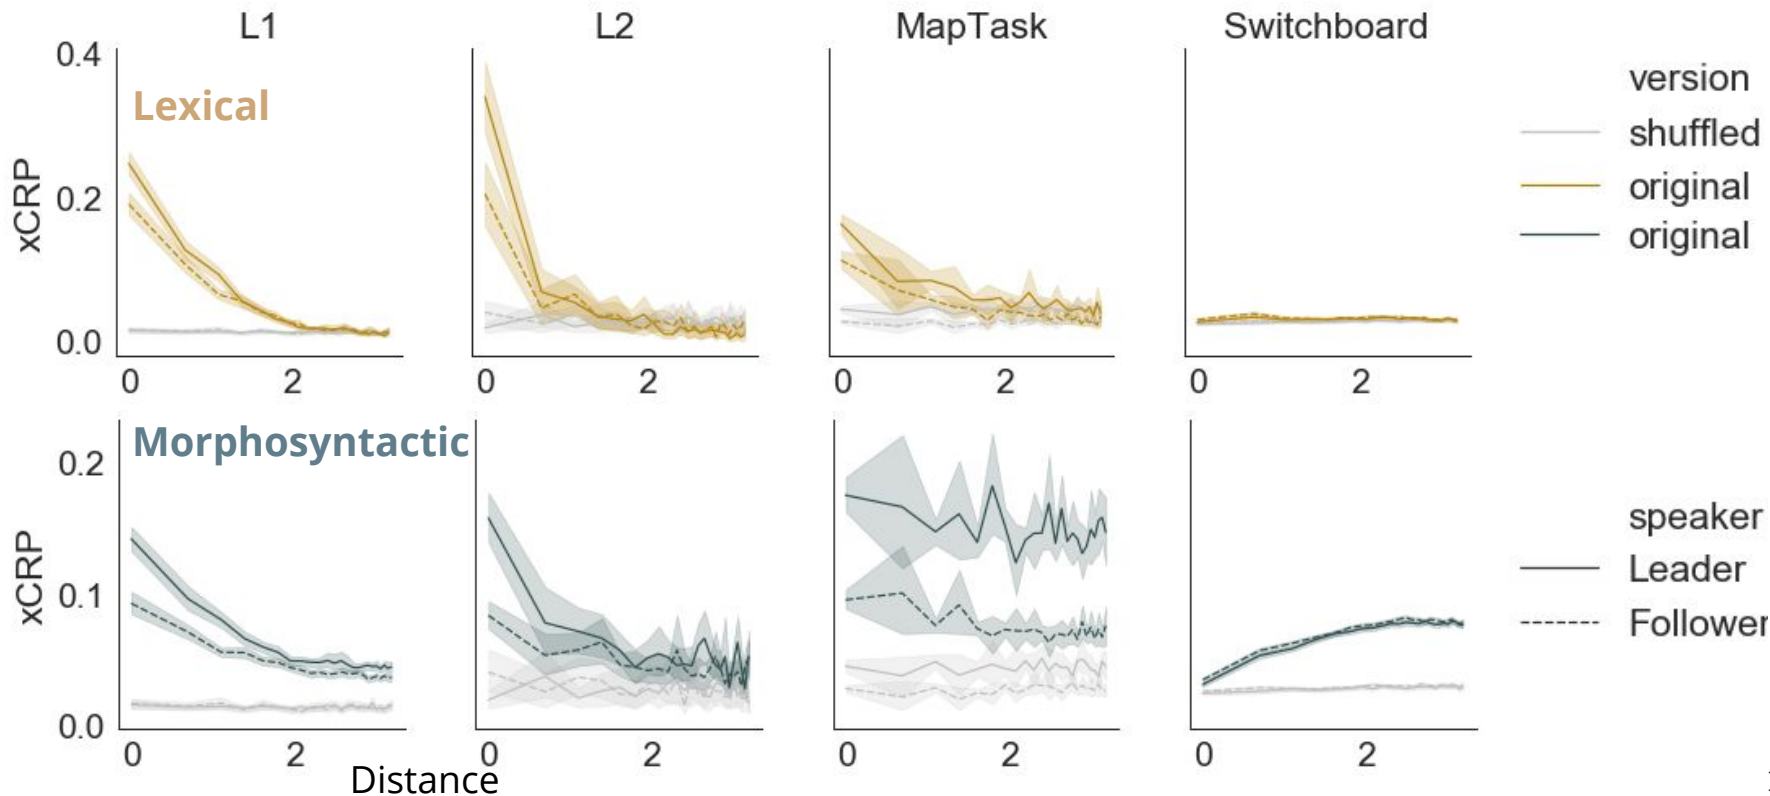 L1 L2 MapTask Switchboard
0.4
0.2
0.0
xCRP
Lexical
0 2 0 2 0 2 0 2
version
shuffled
original
original
0.2
0.1
0.0
xCRP
Morphosyntactic
0 2 0 2 0 2 0 2
Distance
speaker
Leader
Follower